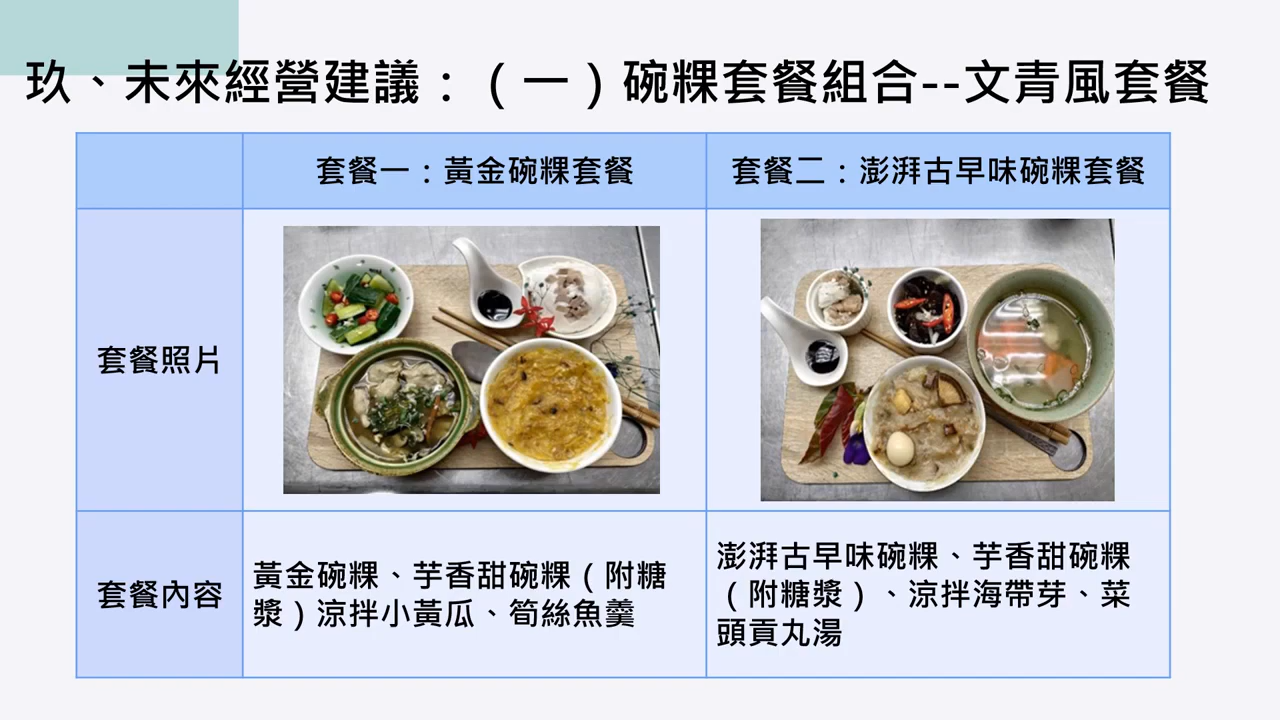 玖、未來經營建議：（一）碗粿套餐組合--文青風套餐
套餐一：黃金碗粿套餐
套餐二：澎湃古早味碗粿套餐
套餐照片
套餐內容
黃金碗粿、芋香甜碗粿（附糖
漿）涼拌小黃瓜、筍絲魚羹
澎湃古早味碗粿、芋香甜碗粿
（附糖漿）、涼拌海帶芽、菜
頭貢丸湯